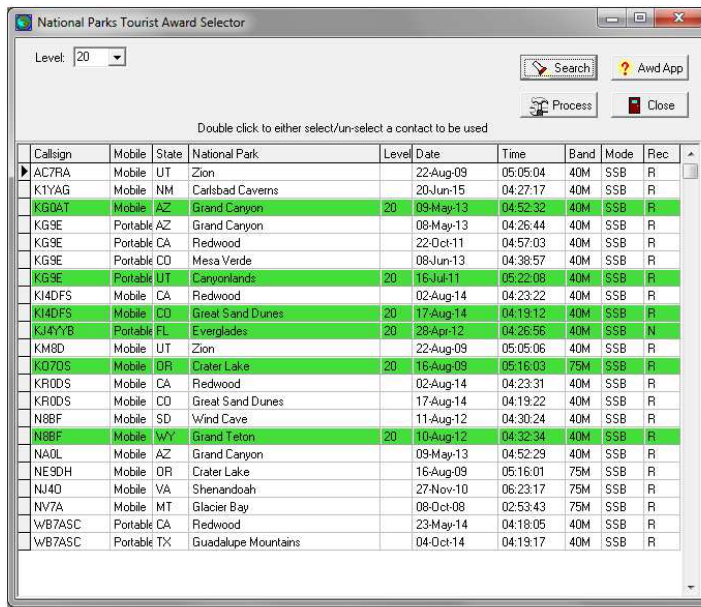 National Parks Tourist Award Selector
Level: 20
Search
? Awd App
Process
Close
Double click to either select/un-select a contact to be used
Callsign Mobile State National Park Level Date Time Band Mode Rec
AC7RA Mobile UT Zion 22-Aug-09 05:05:04 40M SSB R
K1YAG Mobile NM Carlsbad Caverns 20-Jun-15 04:27:17 40M SSB R
KG0AT Mobile AZ Grand Canyon 20 09-May-13 04:52:32 40M SSB R
KG9E Portable AZ Grand Canyon 08-May-13 04:26:44 40M SSB R
KG9E Portable CA Redwood 22-Oct-11 04:57:03 40M SSB R
KG9E Portable CO Mesa Verde 08-Jun-13 04:38:57 40M SSB R
KG9E Portable UT Canyonlands 20 16-Jul-11 05:22:08 40M SSB R
KI4DFS Mobile CA Redwood 02-Aug-14 04:23:22 40M SSB R
KI4DFS Mobile CO Great Sand Dunes 20 17-Aug-14 04:19:12 40M SSB R
KJ4YYB Portable FL Everglades 20 28-Apr-12 04:26:56 40M SSB N
KM8D Mobile UT Zion 22-Aug-09 05:05:06 40M SSB R
KO7OS Mobile OR Crater Lake 20 16-Aug-09 05:16:03 75M SSB R
KR0DS Mobile CA Redwood 02-Aug-14 04:23:31 40M SSB R
KR0DS Mobile CO Great Sand Dunes 17-Aug-14 04:19:22 40M SSB R
N8BF Mobile SD Wind Cave 11-Aug-12 04:30:24 40M SSB R
N8BF Mobile WY Grand Teton 20 10-Aug-12 04:32:34 40M SSB R
NA0L Mobile AZ Grand Canyon 09-May-13 04:52:29 40M SSB R
NE9DH Mobile OR Crater Lake 16-Aug-09 05:16:01 75M SSB R
NJ4O Mobile VA Shenandoah 27-Nov-10 06:23:17 75M SSB R
NV7A Mobile MT Glacier Bay 08-Oct-08 02:53:43 75M SSB R
WB7ASC Portable CA Redwood 23-May-14 04:18:05 40M SSB R
WB7ASC Portable TX Guadalupe Mountains 04-Oct-14 04:19:17 40M SSB R